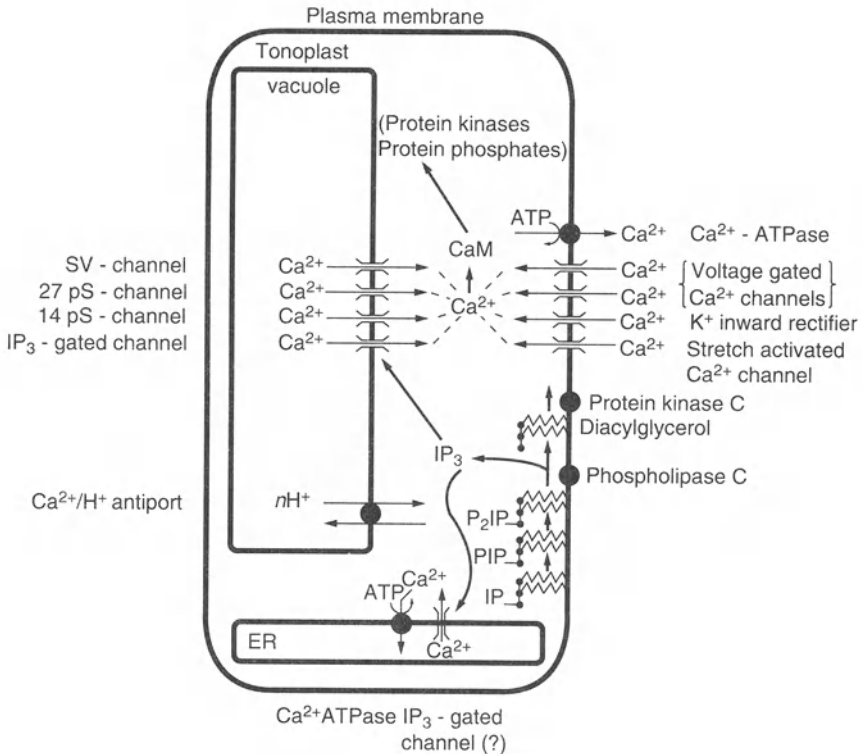 Plasma membrane
Tonoplast
vacuole
(Protein kinases
Protein phosphates)
ATP
Ca²⁺ Ca²⁺ - ATPase
CaM
SV - channel
27 pS - channel
14 pS - channel
IP₃ - gated channel
Ca²⁺
Ca²⁺
Ca²⁺
Ca²⁺
Ca²⁺
Ca²⁺
Ca²⁺
Ca²⁺
Ca²⁺
Voltage gated
Ca²⁺ channels
K⁺ inward rectifier
Stretch activated
Ca²⁺ channel
Protein kinase C
Diacylglycerol
IP₃
Phospholipase C
Ca²⁺/H⁺ antiport
nH⁺
P₂IP
PIP
IP
ATP
Ca²⁺
ER
Ca²⁺
Ca²⁺ATPase IP₃ - gated
channel (?)